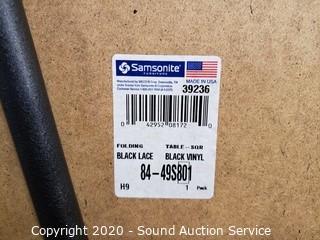 Samsonite®
FURNITURE
MADE IN USA
39236
0 42952 08172 0
FOLDING TABLE-SQR
BLACK LACE BLACK VINYL
84-49S801
H9 1 Pack
Copyright © 2020 - Sound Auction Service